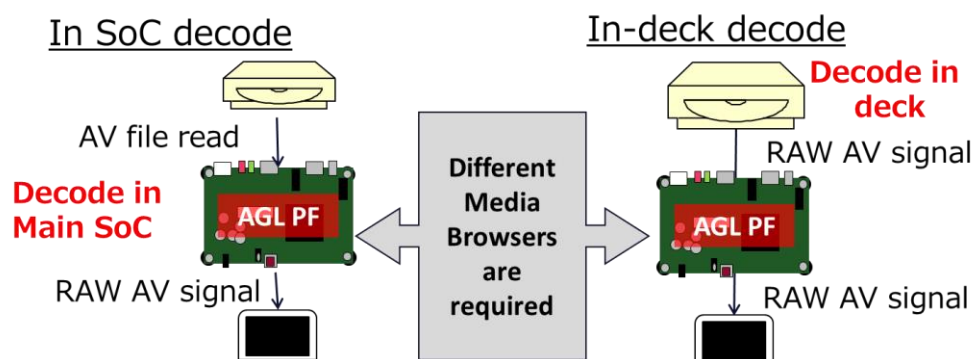 In SoC decode
In-deck decode
Decode in
deck
AV file read
RAW AV signal
Different
Media
Browsers
are
required
Decode in
Main SoC
AGL PF
AGL PF
RAW AV signal
RAW AV signal